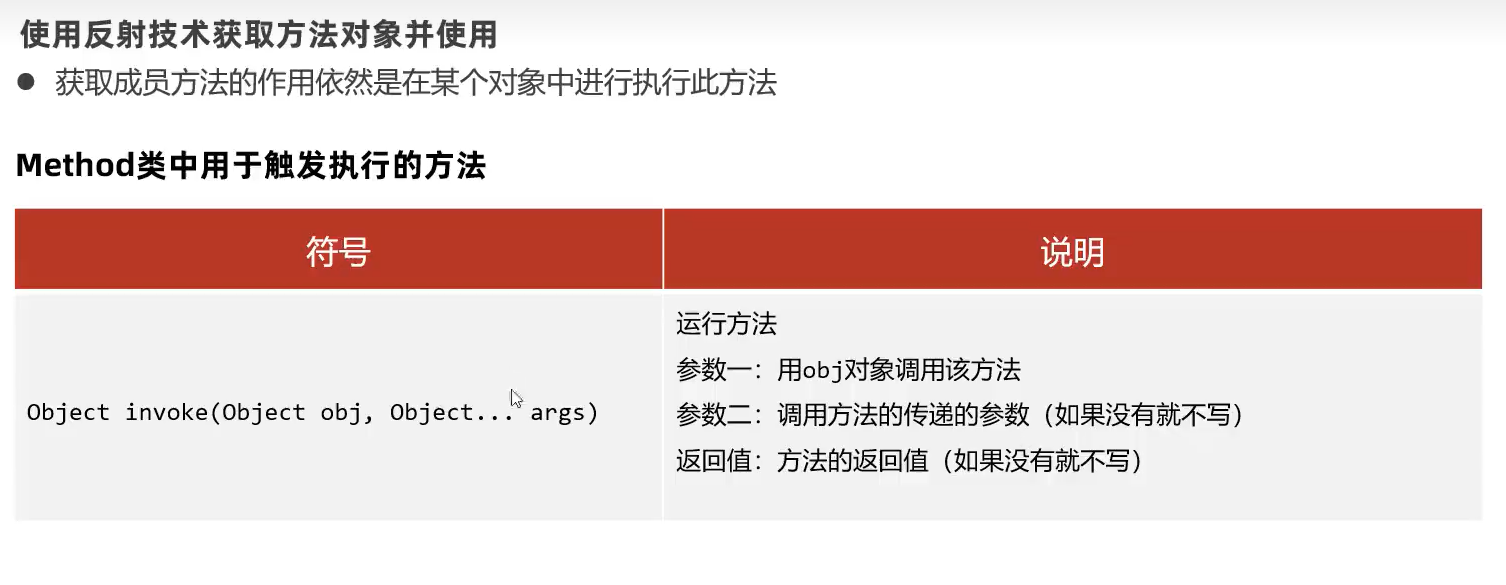 使用反射技术获取方法对象并使用
● 获取成员方法的作用依然是在某个对象中进行执行此方法
Method类中用于触发执行的方法
符号 说明
Object invoke(Object obj, Object... args)
运行方法
参数一：用obj对象调用该方法
参数二：调用方法的传递的参数（如果没有就不写）
返回值：方法的返回值（如果没有就不写）